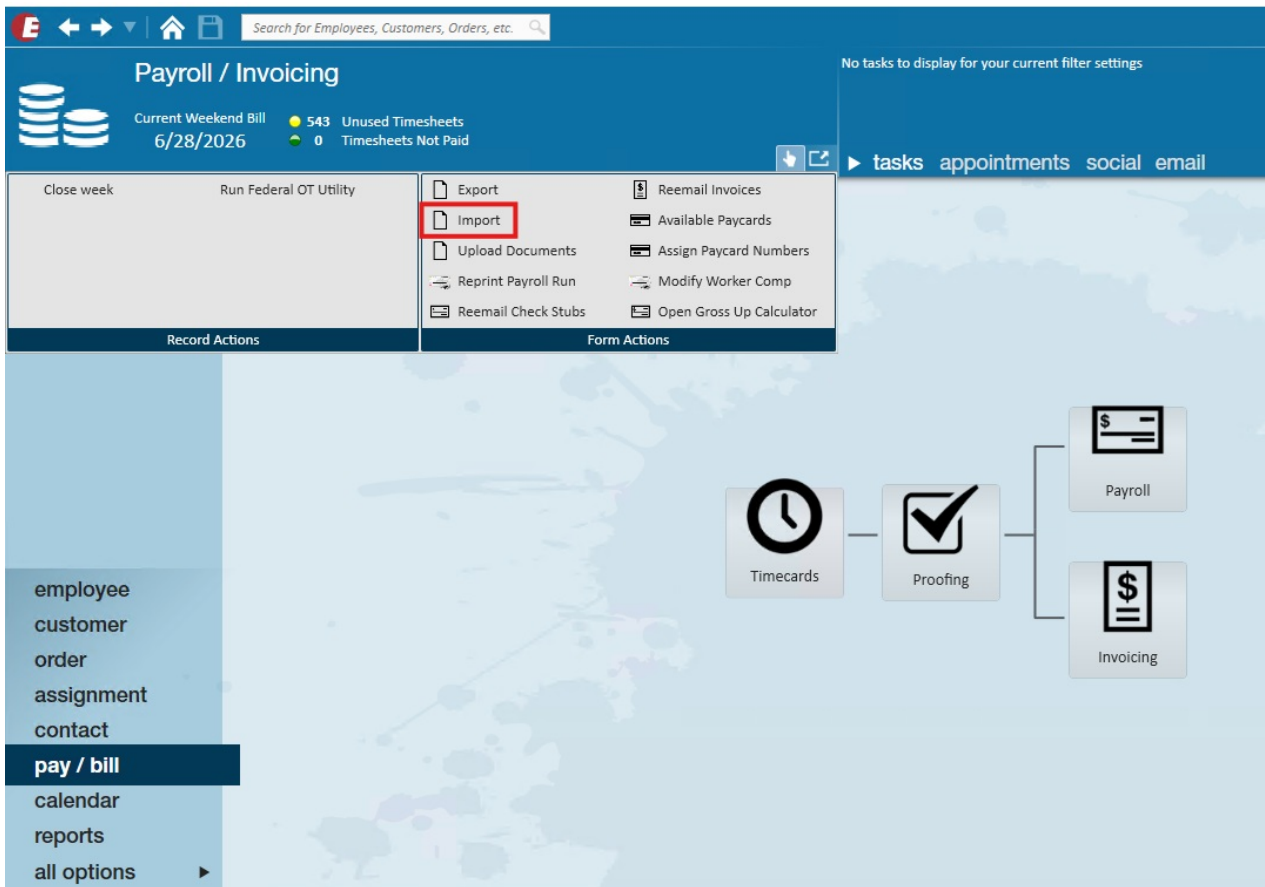 E
Search for Employees, Customers, Orders, etc.
Payroll / Invoicing
Current Weekend Bill
6/28/2026
543 Unused Timesheets
0 Timesheets Not Paid
No tasks to display for your current filter settings
tasks appointments social email
Close week
Run Federal OT Utility
Record Actions
Export
Import
Upload Documents
Reprint Payroll Run
Reemail Check Stubs
Reemail Invoices
Available Paycards
Assign Paycard Numbers
Modify Worker Comp
Open Gross Up Calculator
Form Actions
Timecards
Proofing
$
Payroll
$
Invoicing
employee
customer
order
assignment
contact
pay / bill
calendar
reports
all options